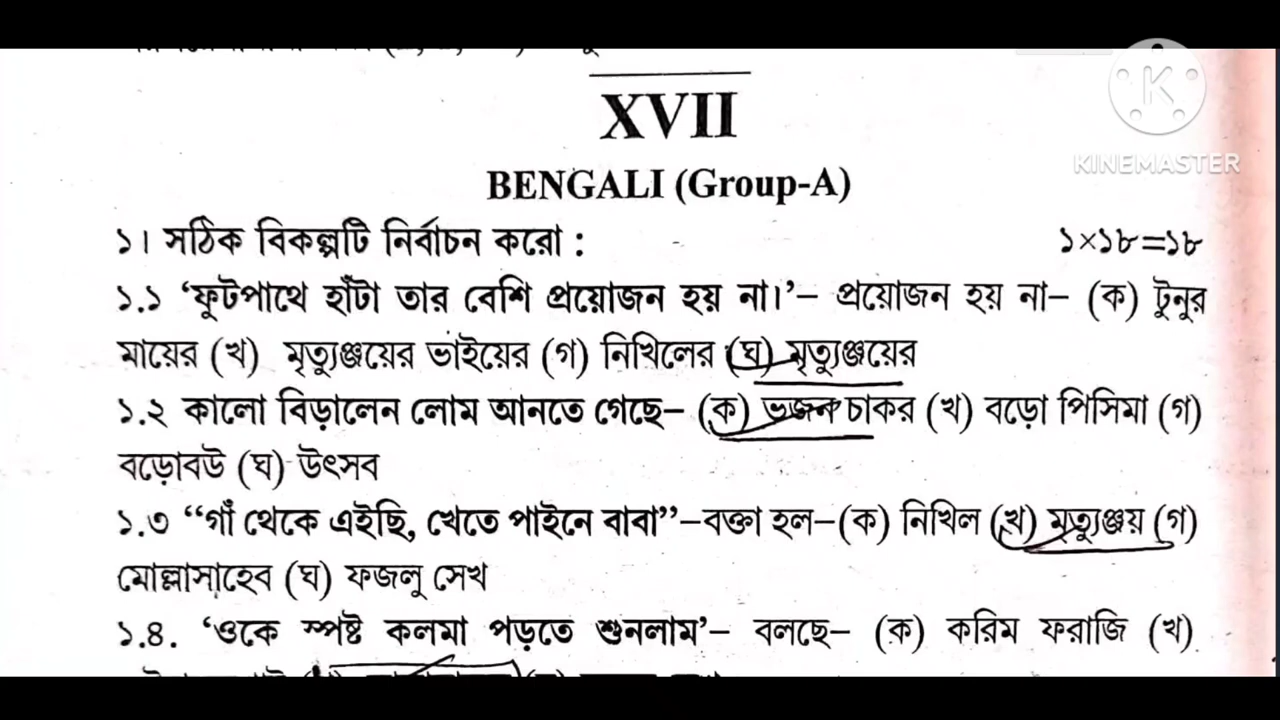 XVII
KINEMASTER
BENGALI (Group-A)
১। সঠিক বিকল্পটি নির্বাচন করো : ১×১৮=১৮
১.১ ‘ফুটপাথে হাঁটা তার বেশি প্রয়োজন হয় না।’– প্রয়োজন হয় না– (ক) টুনুর
মায়ের (খ) মৃত্যুঞ্জয়ের ভাইয়ের (গ) নিখিলের (ঘ) মৃত্যুঞ্জয়ের
১.২ কালো বিড়ালেন লোম আনতে গেছে– (ক) ভজন চাকর (খ) বড়ো পিসিমা (গ)
বড়োবউ (ঘ) উৎসব
১.৩ “গাঁ থেকে এইছি, খেতে পাইনে বাবা”–বক্তা হল–(ক) নিখিল (খ) মৃত্যুঞ্জয় (গ)
মোল্লাসাহেব (ঘ) ফজলু সেখ
১.৪. ‘ওকে স্পষ্ট কলমা পড়তে শুনলাম’– বলছে– (ক) করিম ফরাজি (খ)